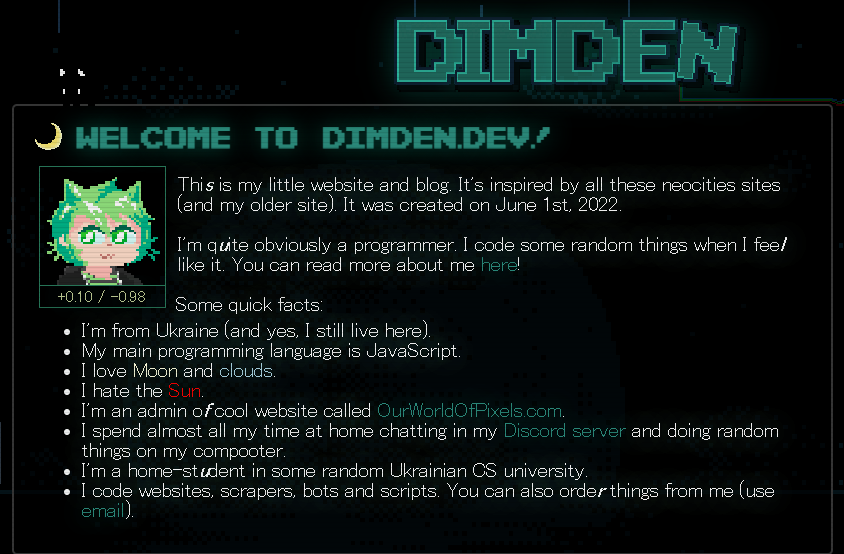 DIMDEN
WELCOME TO DIMDEN.DEV!
This is my little website and blog. It's inspired by all these neocities sites
(and my older site). It was created on June 1st, 2022.
I'm quite obviously a programmer. I code some random things when I feel
like it. You can read more about me here!
+0.10 / -0.98
Some quick facts:
I'm from Ukraine (and yes, I still live here).
My main programming language is JavaScript.
I love Moon and clouds.
I hate the Sun.
I'm an admin of cool website called OurWorldOfPixels.com.
I spend almost all my time at home chatting in my Discord server and doing random
things on my compooter.
I'm a home-student in some random Ukrainian CS university.
I code websites, scrapers, bots and scripts. You can also order things from me (use
email).